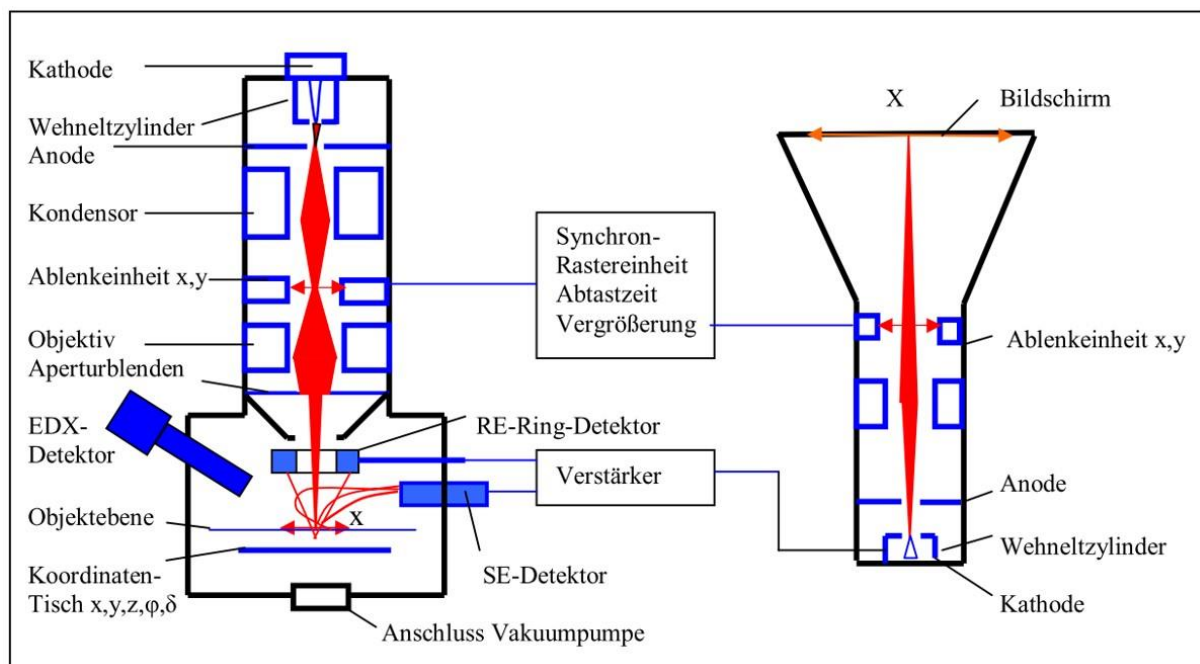 Kathode
Wehneltzylinder
Anode
Kondensor
Ablenkeinheit x,y
Objektiv
Aperturblenden
EDX-
Detektor
Objektebene
Koordinaten-
Tisch x,y,z,φ,δ
Anschluss Vakuumpumpe
SE-Detektor
RE-Ring-Detektor
x
Synchron-
Rastereinheit
Abtastzeit
Vergrößerung
Verstärker
X
Bildschirm
Ablenkeinheit x,y
Anode
Wehneltzylinder
Kathode